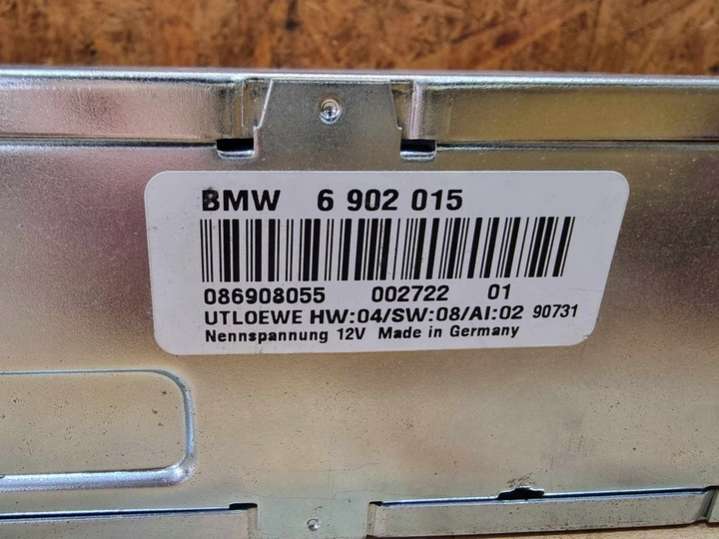 BMW 6 902 015
086908055 002722 01
UTLOEWE HW:04/SW:08/AI:02 90731
Nennspannung 12V Made in Germany